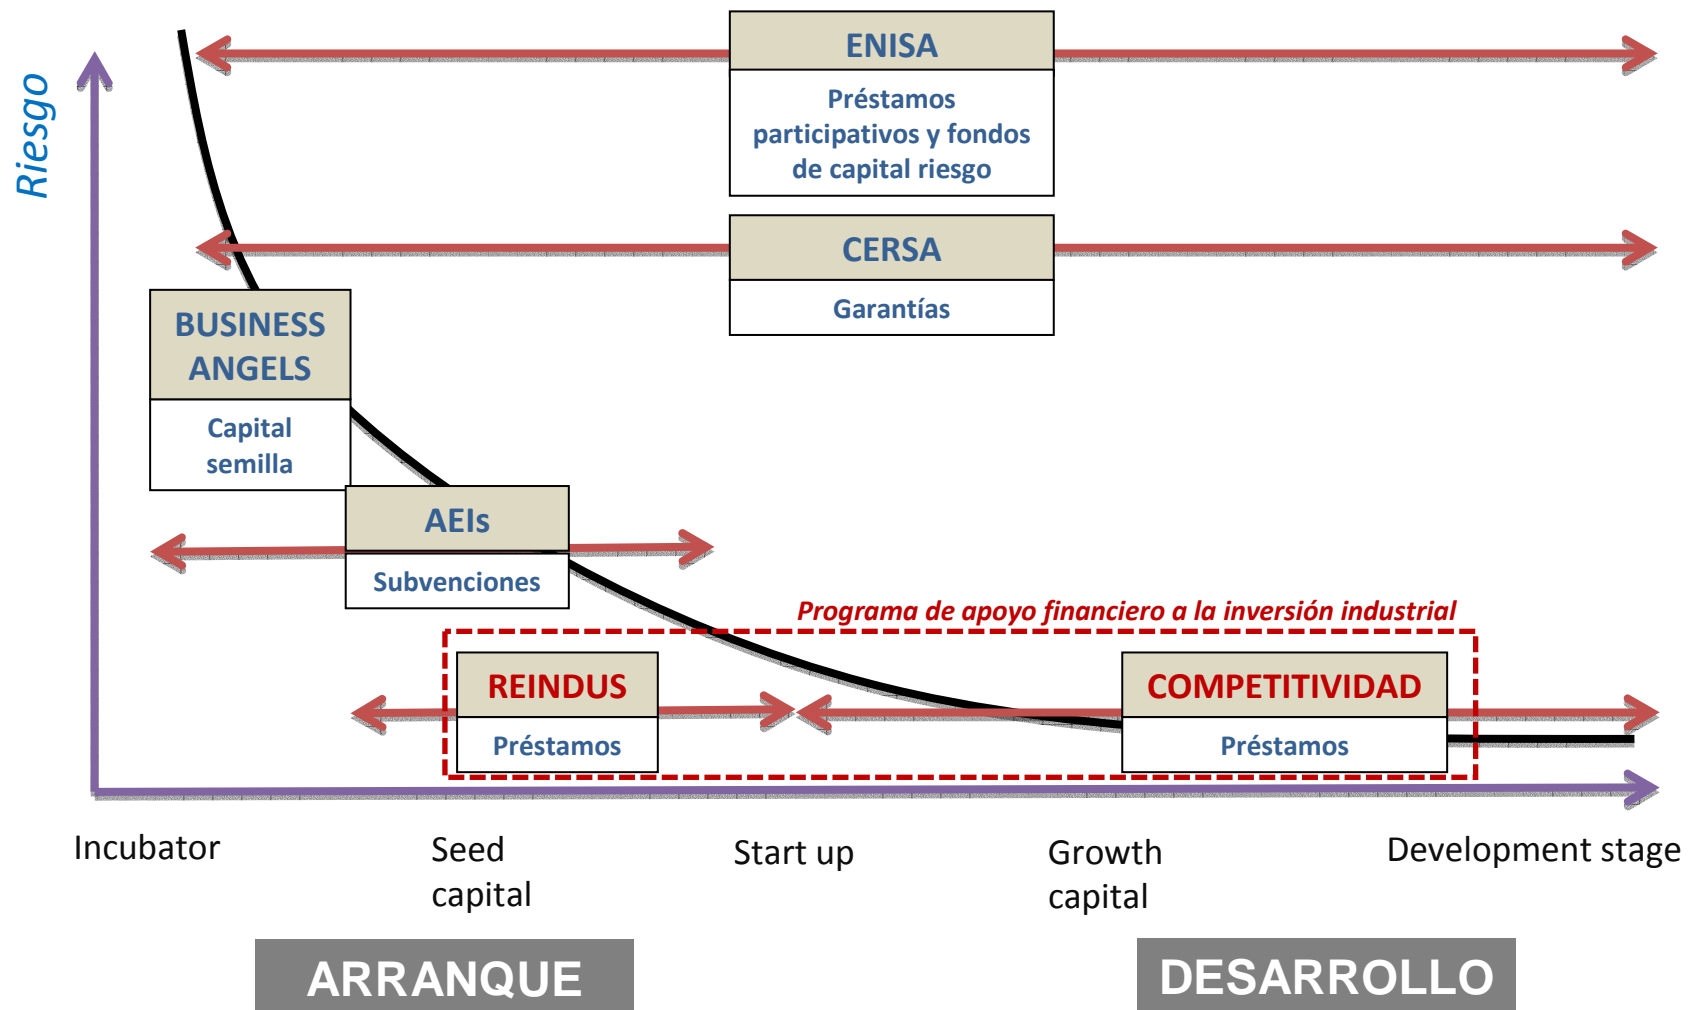 Riesgo
ENISA
Préstamos
participativos y fondos
de capital riesgo
CERSA
Garantías
BUSINESS
ANGELS
Capital
semilla
AEIs
Subvenciones
Programa de apoyo financiero a la inversión industrial
REINDUS
Préstamos
COMPETITIVIDAD
Préstamos
Incubator
Seed
capital
Start up
Growth
capital
Development stage
ARRANQUE
DESARROLLO